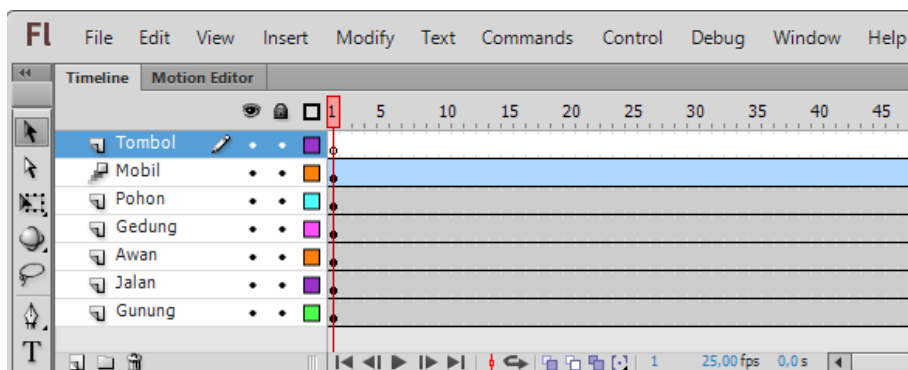 Fl File Edit View Insert Modify Text Commands Control Debug Window Help
Timeline Motion Editor
1 5 10 15 20 25 30 35 40 45
Tombol
Mobil
Pohon
Gedung
Awan
Jalan
Gunung
T
1 25,00 fps 0,0 s